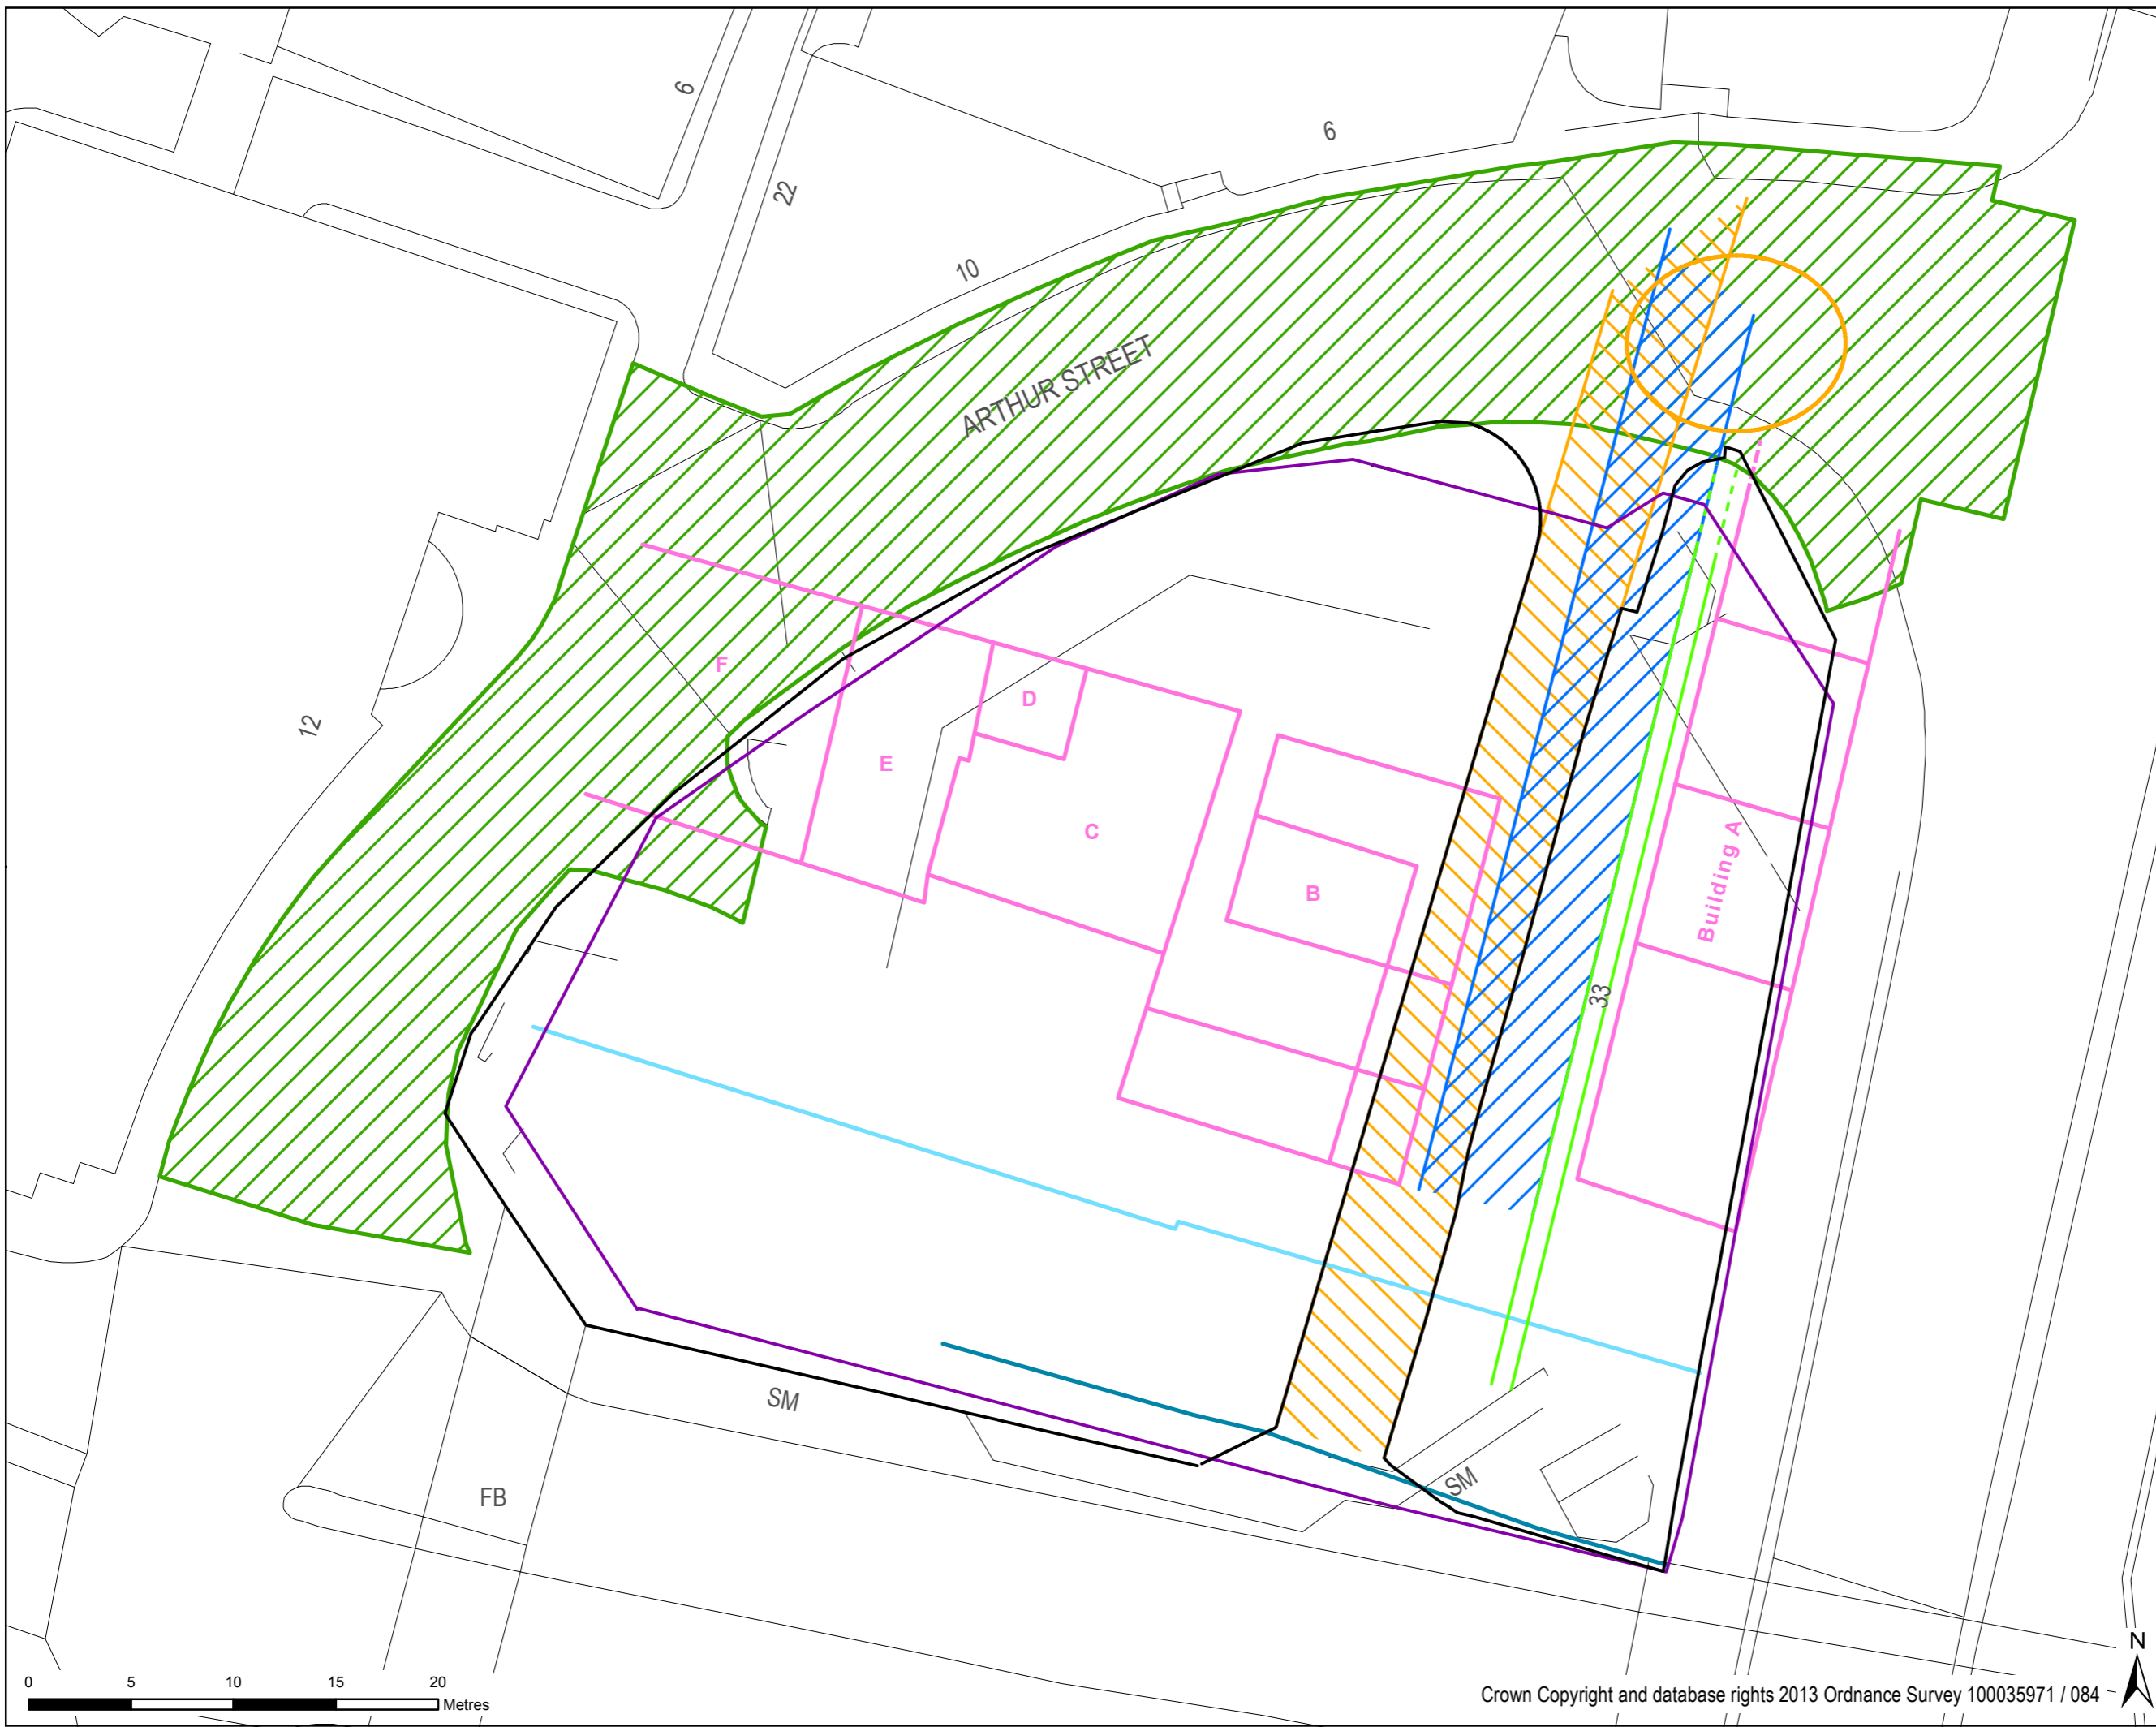 6
22
6
10
ARTHUR STREET
12
F
D
E
C
B
Building A
33
SM
SM
FB
N
0 5 10 15 20
Metres
Crown Copyright and database rights 2013 Ordnance Survey 100035971 / 084